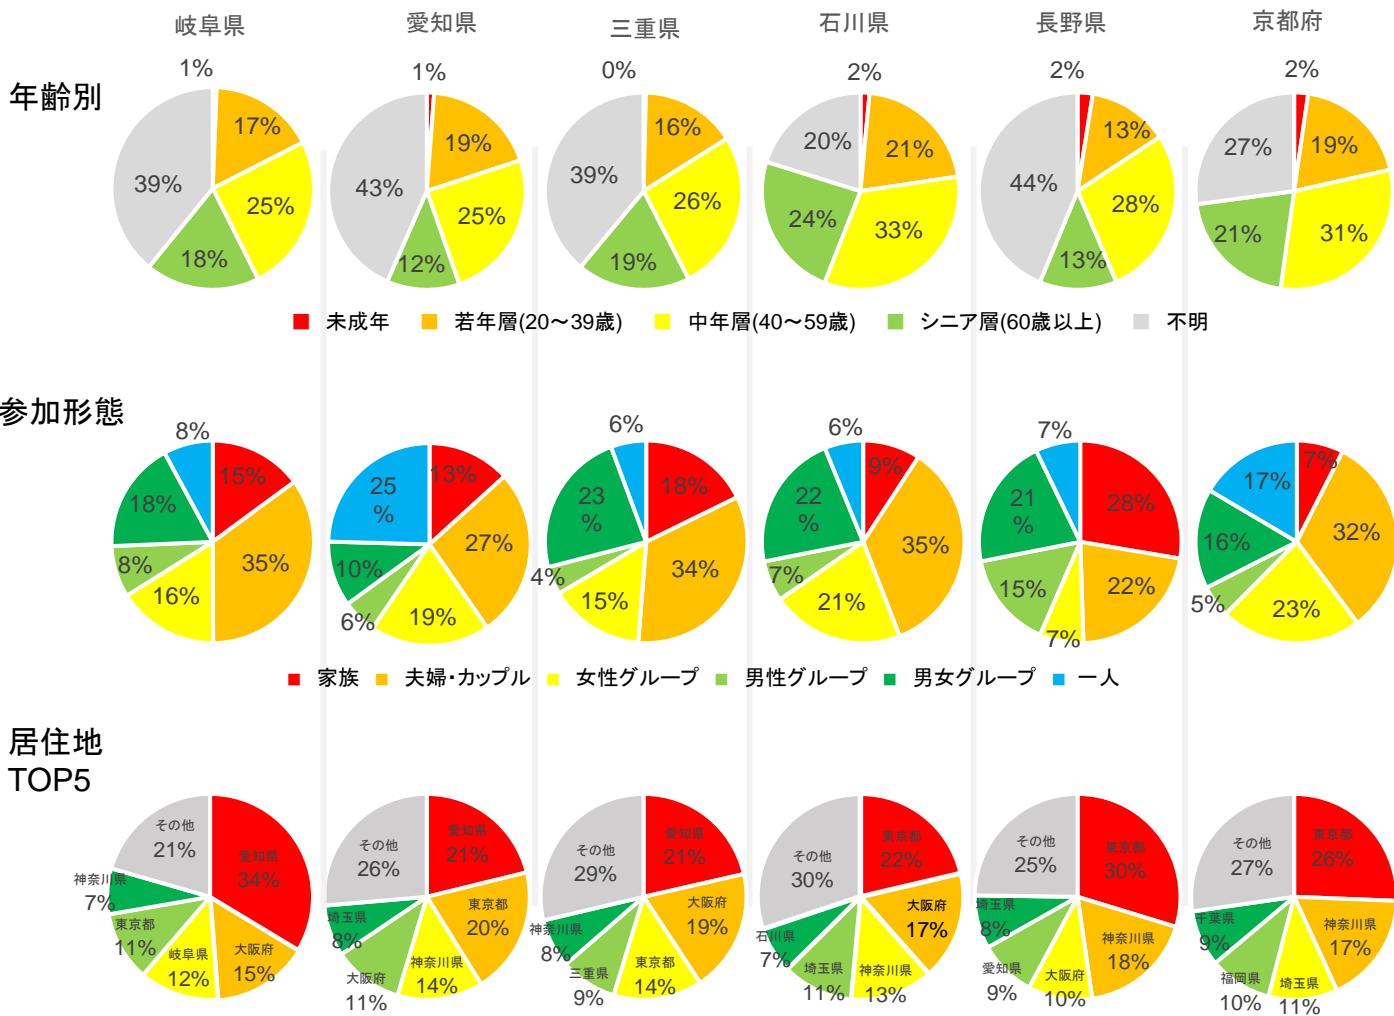 岐阜県 愛知県 三重県 石川県 長野県 京都府
年齢別
1% 17% 25% 18% 39%
1% 19% 25% 12% 43%
0% 16% 26% 19% 39%
2% 21% 33% 24% 20%
2% 13% 28% 13% 44%
2% 19% 31% 21% 27%
未成年 若年層(20～39歳) 中年層(40～59歳) シニア層(60歳以上) 不明
参加形態
15% 35% 16% 8% 18% 8%
13% 27% 19% 6% 10% 25
%
18% 34% 15% 4% 23
%
6%
9% 35% 21% 7% 22
%
6%
28% 22% 7% 15% 21
%
7%
7% 32% 23% 5% 16% 17%
家族 夫婦・カップル 女性グループ 男性グループ 男女グループ 一人
居住地
TOP5
愛知県
34%
大阪府
15%
岐阜県
12%
東京都
11%
神奈川県
7%
その他
21%
愛知県
21%
東京都
20%
神奈川県
14%
大阪府
11%
埼玉県
8%
その他
26%
愛知県
21%
大阪府
19%
東京都
14%
三重県
9%
神奈川県
8%
その他
29%
東京都
22%
大阪府
17%
神奈川県
13%
埼玉県
11%
石川県
7%
その他
30%
東京都
30%
神奈川県
18%
大阪府
10%
愛知県
9%
埼玉県
8%
その他
25%
東京都
26%
神奈川県
17%
埼玉県
11%
福岡県
10%
千葉県
9%
その他
27%